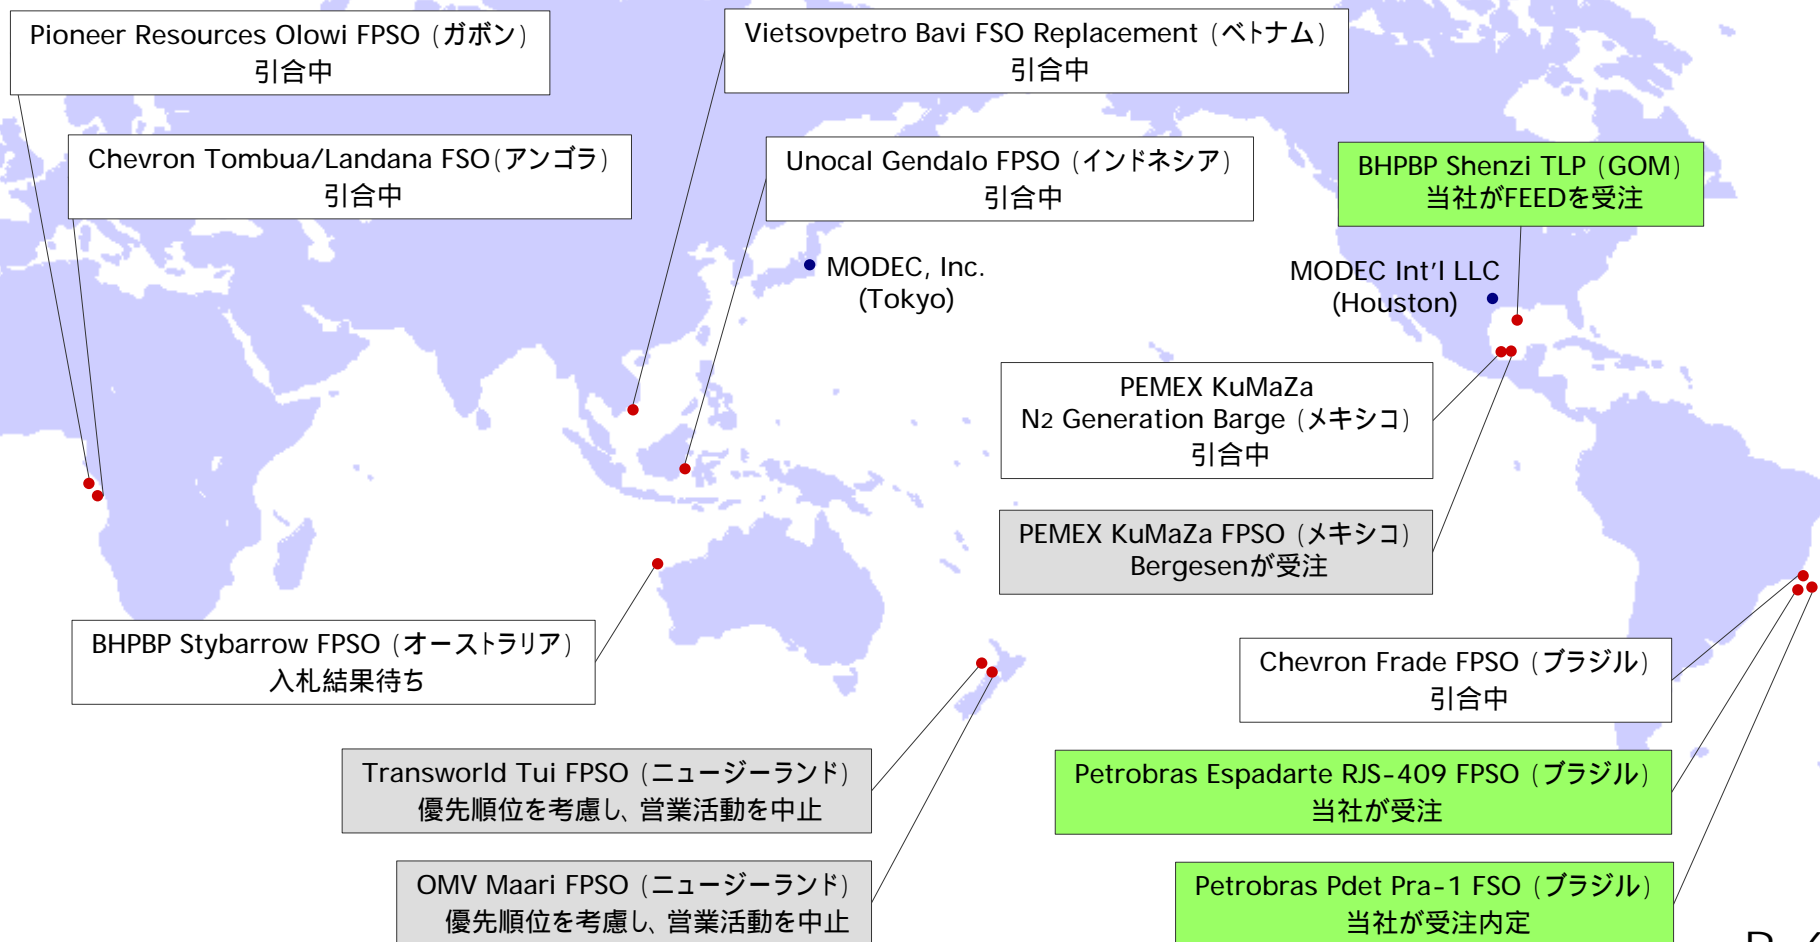 Pioneer Resources Olowi FPSO (ガボン)
引合中
Vietsovpetro Bavi FSO Replacement (ベトナム)
引合中
Chevron Tombua/Landana FSO(アンゴラ)
引合中
Unocal Gendalo FPSO (インドネシア)
引合中
BHPBP Shenzi TLP (GOM)
当社がFEEDを受注
MODEC, Inc.
(Tokyo)
MODEC Int'l LLC
(Houston)
PEMEX KuMaZa
N2 Generation Barge (メキシコ)
引合中
PEMEX KuMaZa FPSO (メキシコ)
Bergesenが受注
BHPBP Stybarrow FPSO (オーストラリア)
入札結果待ち
Chevron Frade FPSO (ブラジル)
引合中
Transworld Tui FPSO (ニュージーランド)
優先順位を考慮し、営業活動を中止
Petrobras Espadarte RJS-409 FPSO (ブラジル)
当社が受注
OMV Maari FPSO (ニュージーランド)
優先順位を考慮し、営業活動を中止
Petrobras Pdet Pra-1 FSO (ブラジル)
当社が受注内定